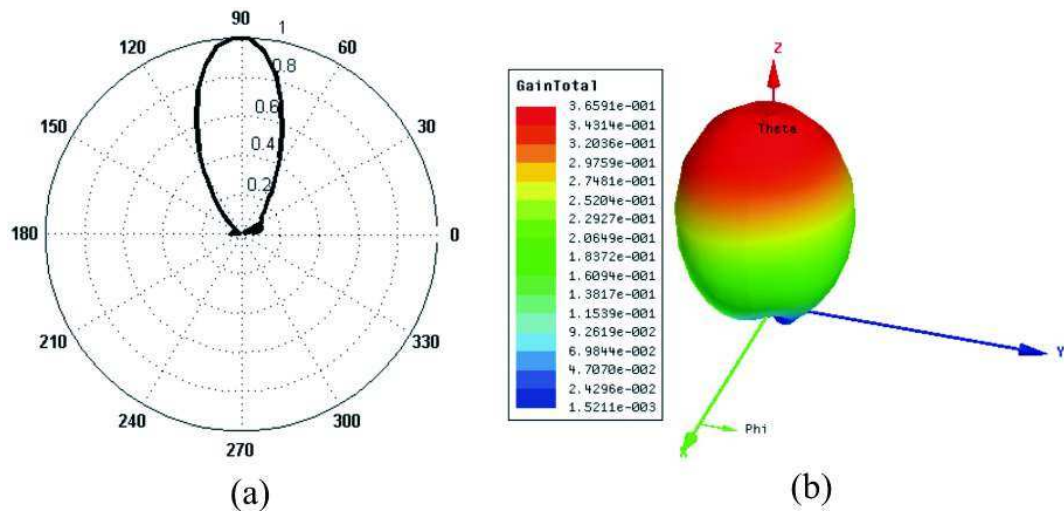 90
1
120
60
0.8
0.6
150
30
0.4
0.2
180
0
210
330
240
300
270
(a)
GainTotal
3.6591e-001
3.4314e-001
3.2036e-001
2.9759e-001
2.7481e-001
2.5204e-001
2.2927e-001
2.0649e-001
1.8372e-001
1.6094e-001
1.3817e-001
1.1539e-001
9.2619e-002
6.9844e-002
4.7070e-002
2.4296e-002
1.5211e-003
Z
Theta
Y
Phi
X
(b)